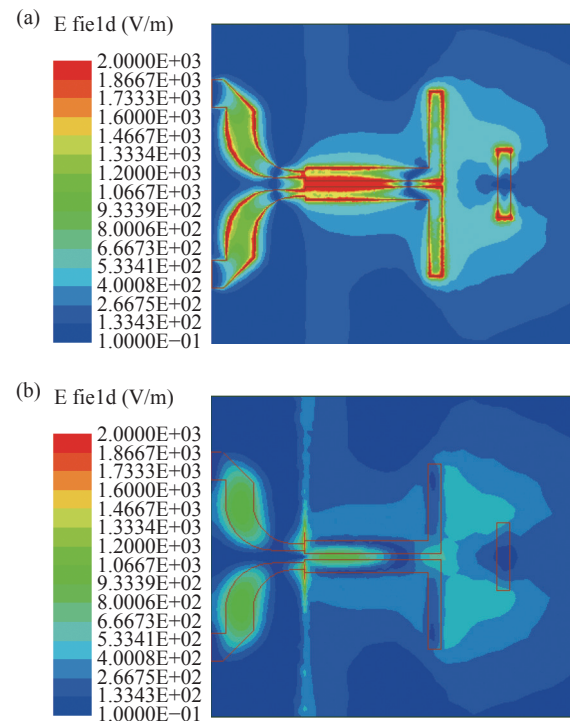 (a) E fie1d (V/m)
2.0000E+03
1.8667E+03
1.7333E+03
1.6000E+03
1.4667E+03
1.3334E+03
1.2000E+03
1.0667E+03
9.3339E+02
8.0006E+02
6.6673E+02
5.3341E+02
4.0008E+02
2.6675E+02
1.3343E+02
1.0000E−01
(b) E fie1d (V/m)
2.0000E+03
1.8667E+03
1.7333E+03
1.6000E+03
1.4667E+03
1.3334E+03
1.2000E+03
1.0667E+03
9.3339E+02
8.0006E+02
6.6673E+02
5.3341E+02
4.0008E+02
2.6675E+02
1.3343E+02
1.0000E−01